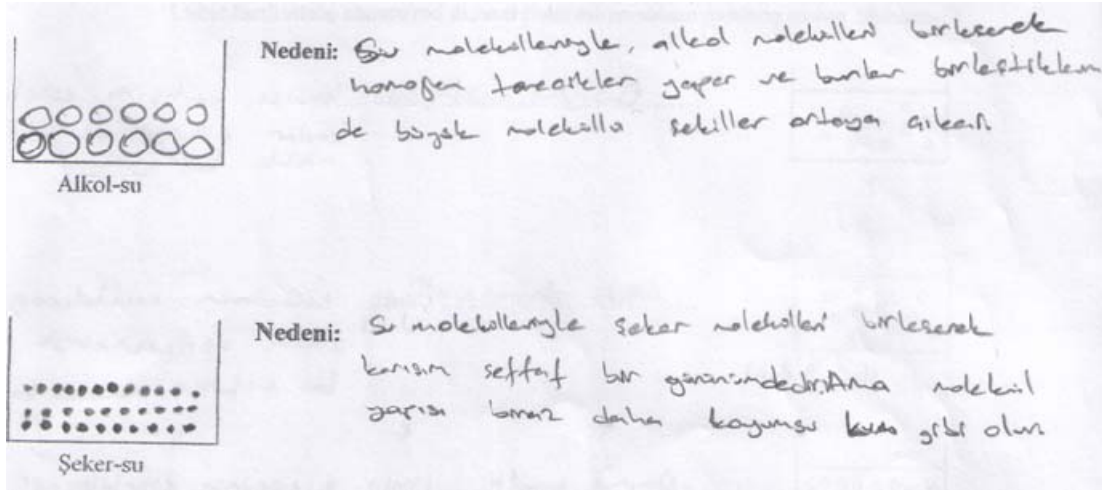 Nedeni: Su molekülleriyle, alkol molekülleri birleşerek
homojen tanecikler yapar ve bunlar birleştikleri
de büyük moleküllü şekiller ortaya çıkar.
Alkol-su
Nedeni: Su molekülleriyle şeker molekülleri birleşerek
karışım şeffaf bir görünümdedir. Ama molekül
yapısı biraz daha koyumsu gibi olur.
Şeker-su